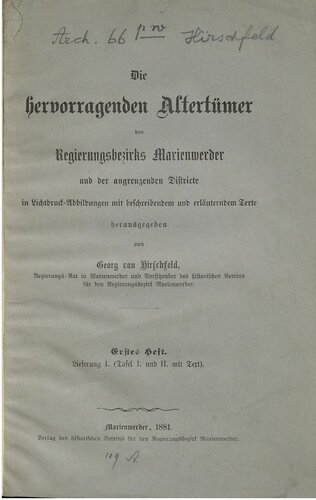 Arch. 66 pw Hirschfeld
Die
hervorragenden Altertümer
des
Regierungsbezirks Marienwerder
und der angrenzenden Districte
in Lichtdruck-Abbildungen mit beschreibendem und erläuterndem Texte
herausgegeben
von
Georg von Hirschfeld,
Regierungs-Rat in Marienwerder und Vorsitzender des historischen Vereins
für den Regierungsbezirk Marienwerder.
Erstes Heft.
Lieferung I. (Tafel I. und II. mit Text).
Marienwerder, 1881.
Verlag des historischen Vereins für den Regierungsbezirk Marienwerder.
109 A